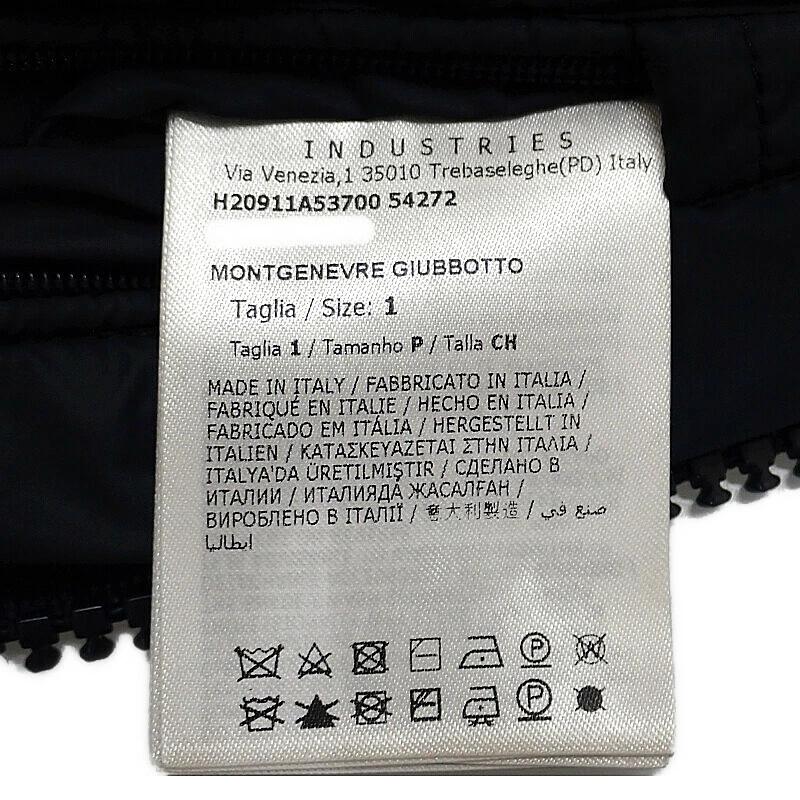 INDUSTRIES
Via Venezia,1 35010 Trebaseleghe(PD) Italy
H20911A53700 54272
MONTGENEVRE GIUBBOTTO
Taglia / Size: 1
Taglia 1 / Tamanho P / Talla CH
MADE IN ITALY / FABBRICATO IN ITALIA /
FABRIQUÉ EN ITALIE / HECHO EN ITALIA /
FABRICADO EM ITÁLIA / HERGESTELLT IN
ITALIEN / ΚΑΤΑΣΚΕΥΑΖΕΤΑΙ ΣΤΗΝ ΙΤΑΛΙΑ /
ITALYA'DA ÜRETILMIŞTIR / СДЕЛАНО В
ИТАЛИИ / ИТАЛИЯДА ЖАСАЛҒАН /
ВИРОБЛЕНО В ІТАЛІЇ / 意大利製造 / صنع في
إيطاليا
P
P